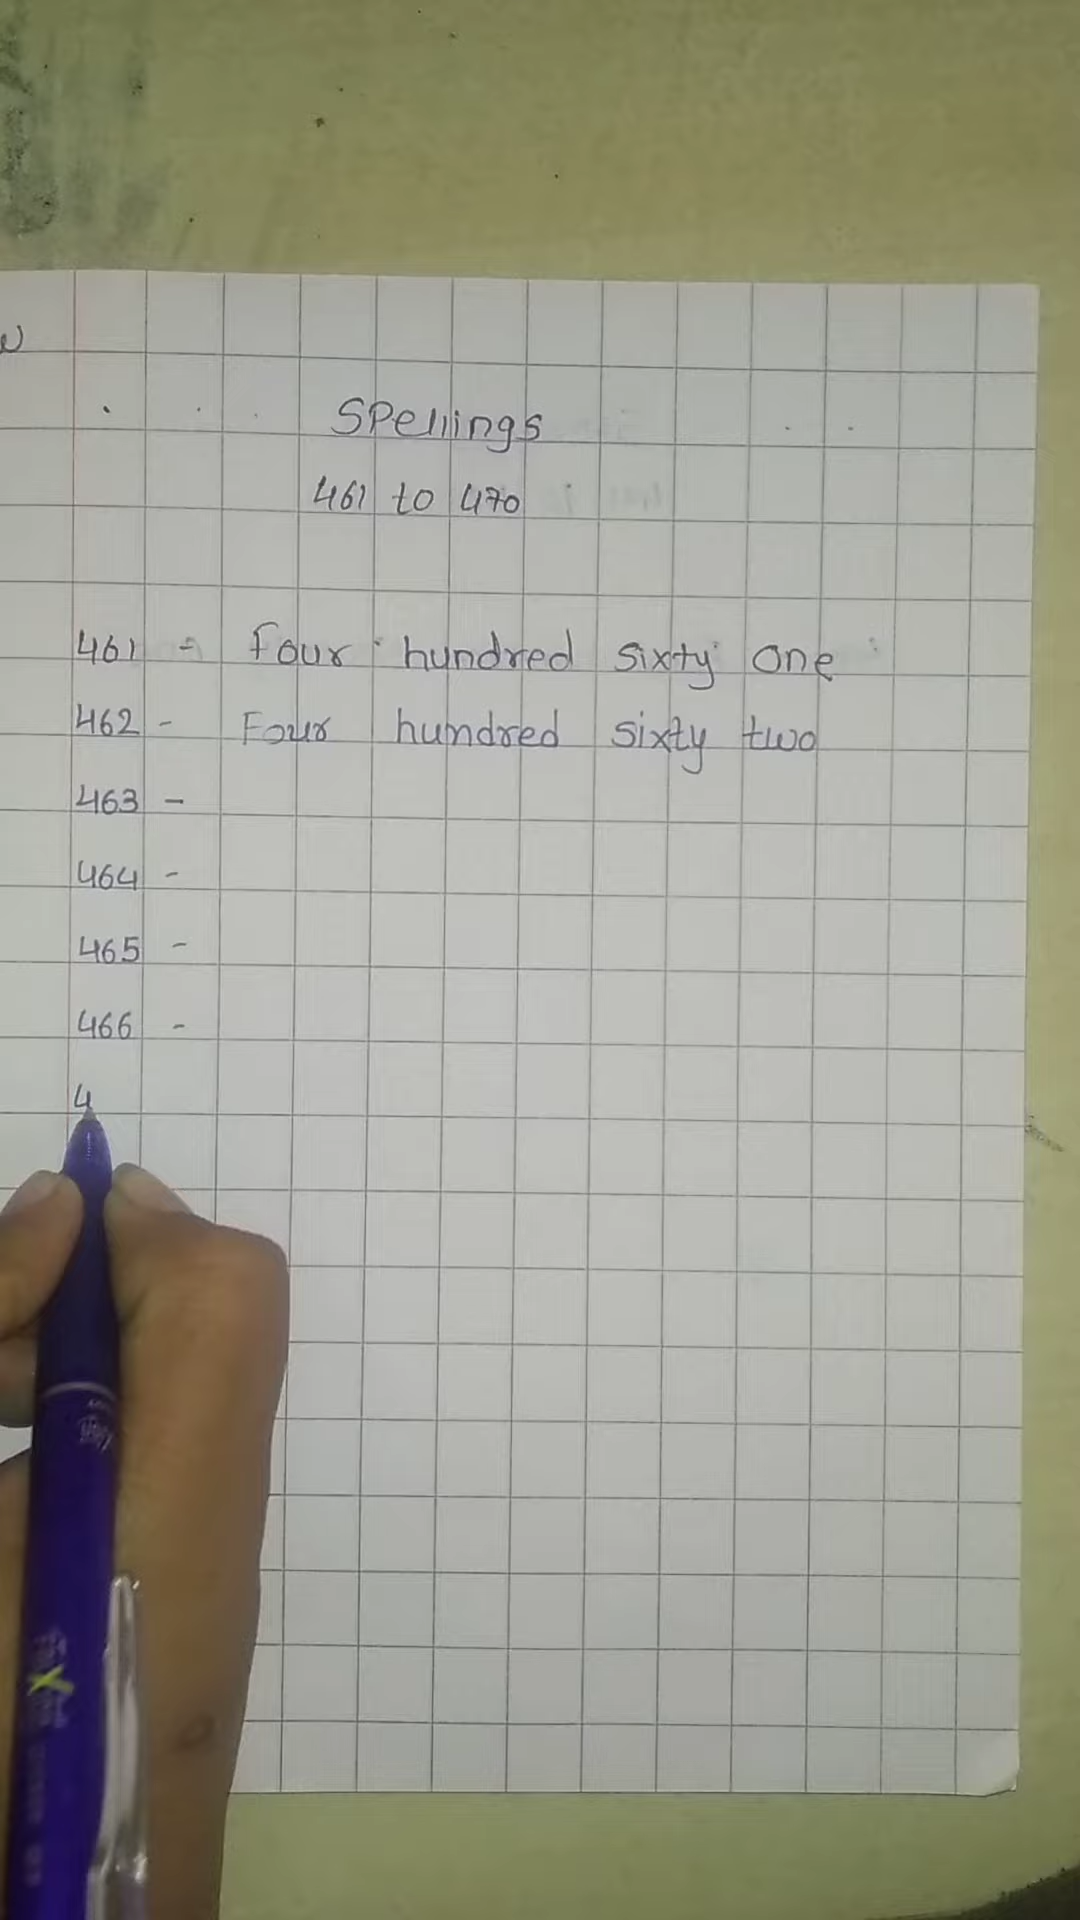 Spellings
461 to 470
461 - Four hundred sixty one
462 - Four hundred sixty two
463 -
464 -
465 -
466 -
4